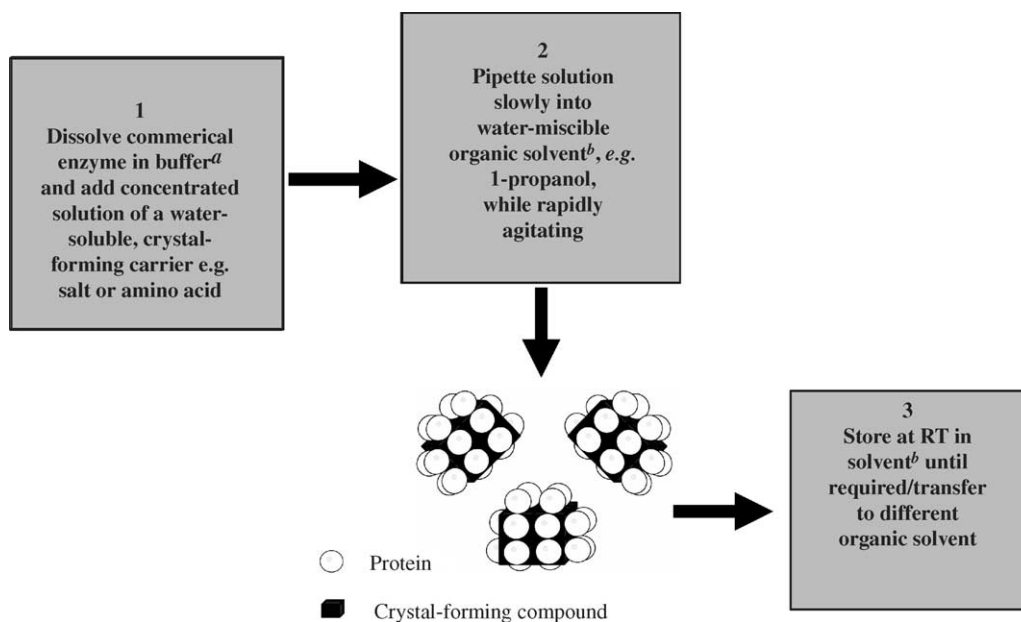 1
Dissolve commerical
enzyme in buffera
and add concentrated
solution of a water-
soluble, crystal-
forming carrier e.g.
salt or amino acid
2
Pipette solution
slowly into
water-miscible
organic solventb, e.g.
1-propanol,
while rapidly
agitating
3
Store at RT in
solventb until
required/transfer
to different
organic solvent
Protein
Crystal-forming compound